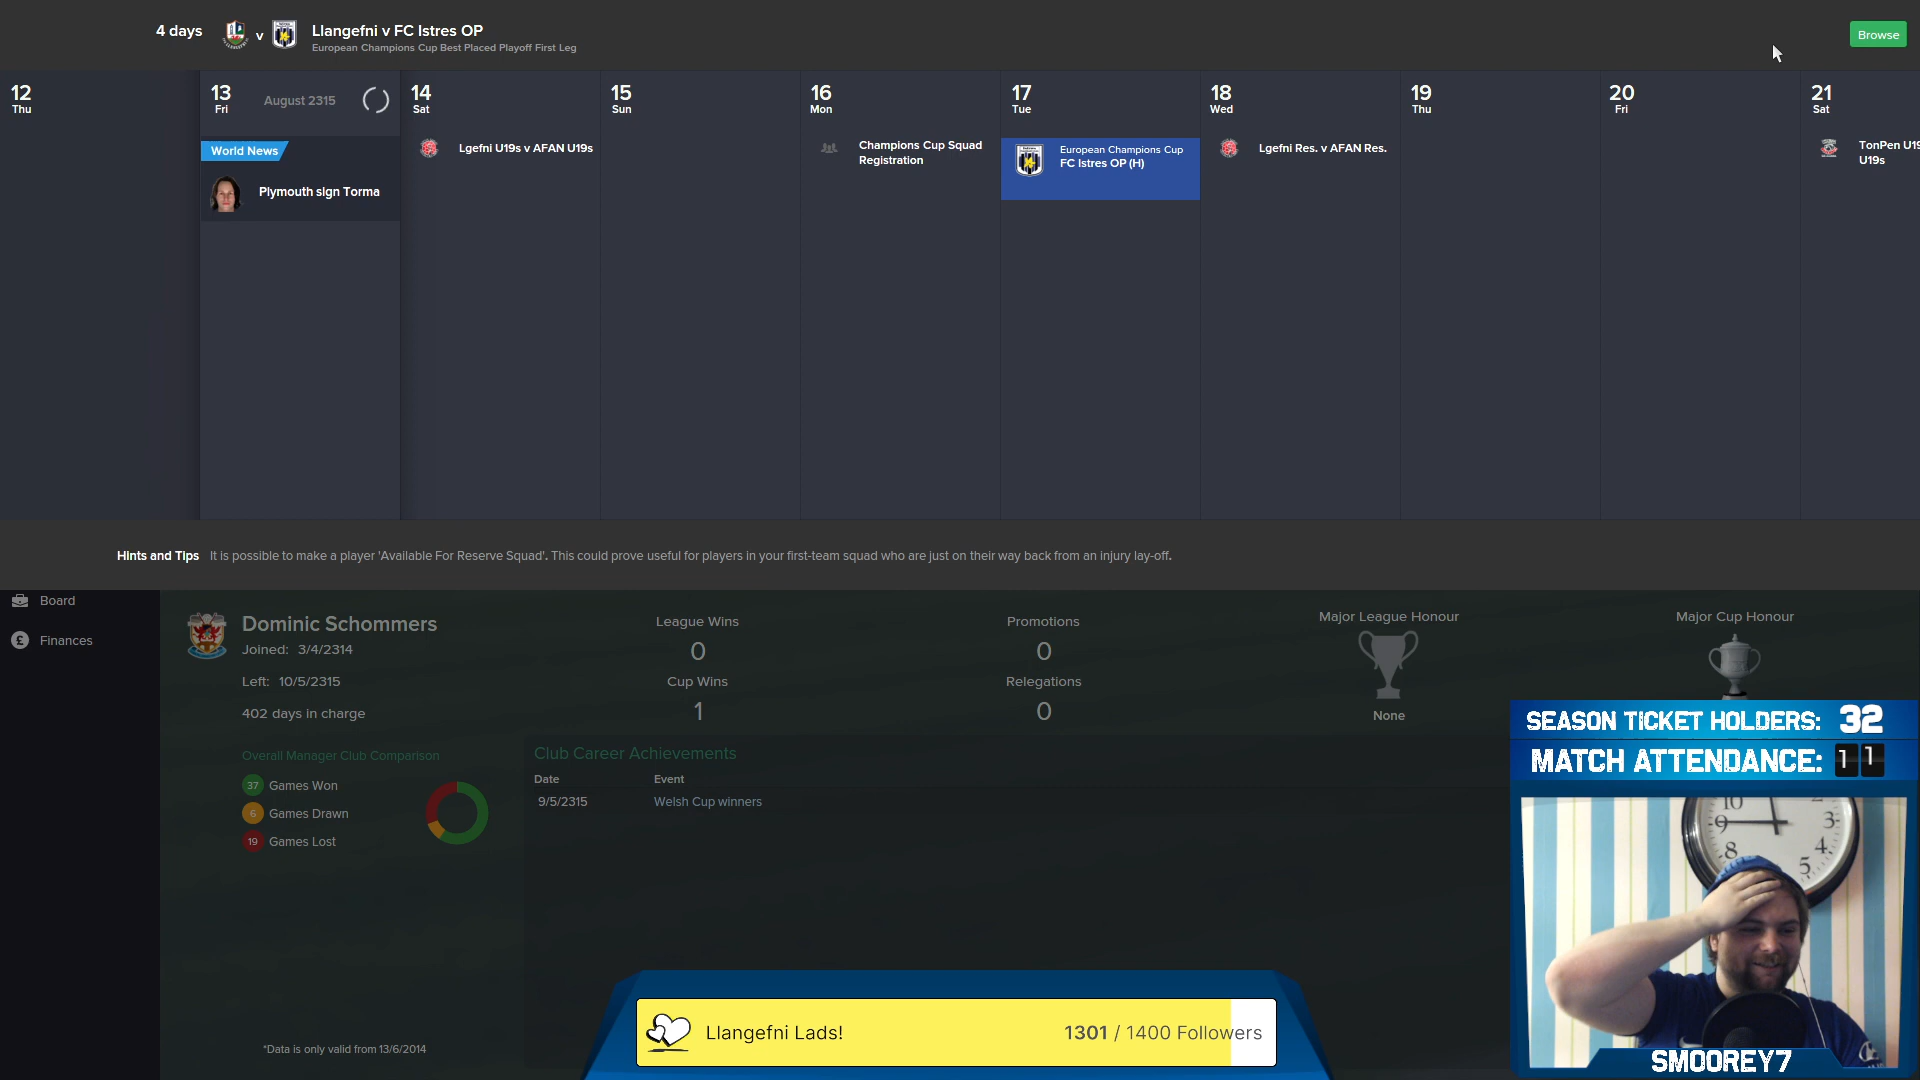 4 days
v
Llangefni v FC Istres OP
European Champions Cup Best Placed Playoff First Leg
Browse
12
Thu
13
Fri
August 2315
14
Sat
15
Sun
16
Mon
17
Tue
18
Wed
19
Thu
20
Fri
21
Sat
World News
Plymouth sign Torma
Lgefni U19s v AFAN U19s
Champions Cup Squad
Registration
European Champions Cup
FC Istres OP (H)
Lgefni Res. v AFAN Res.
TonPen U19
U19s
Hints and Tips It is possible to make a player 'Available For Reserve Squad'. This could prove useful for players in your first-team squad who are just on their way back from an injury lay-off.
Board
Finances
Dominic Schommers
Joined: 3/4/2314
Left: 10/5/2315
402 days in charge
League Wins
0
Cup Wins
1
Promotions
0
Relegations
0
Major League Honour
None
Major Cup Honour
Overall Manager Club Comparison
37 Games Won
6 Games Drawn
19 Games Lost
Club Career Achievements
Date Event
9/5/2315 Welsh Cup winners
*Data is only valid from 13/6/2014
SEASON TICKET HOLDERS: 32
MATCH ATTENDANCE: 11
10
2
9
3
8
4
5
Llangefni Lads!
1301 / 1400 Followers
SMOOREY7